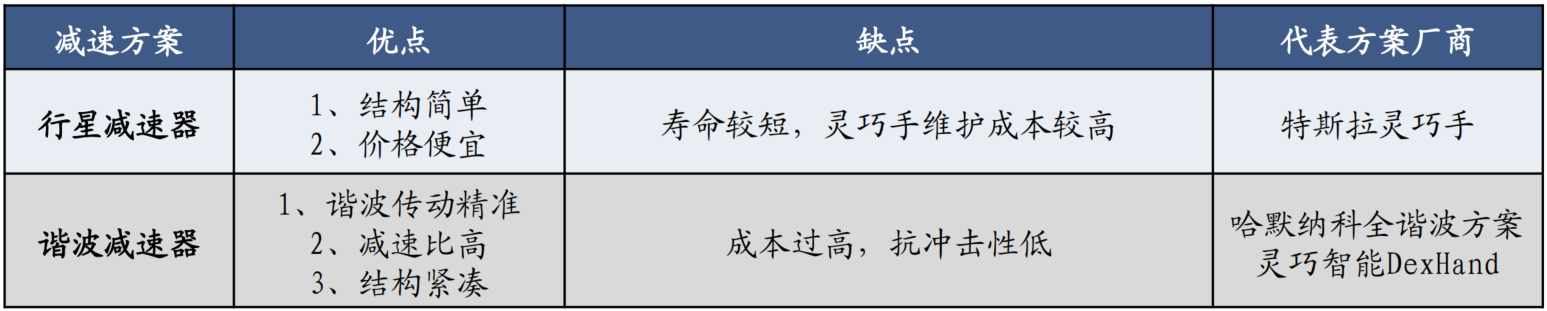 减速方案 优点 缺点 代表方案厂商
行星减速器
1、结构简单
2、价格便宜
寿命较短，灵巧手维护成本较高
特斯拉灵巧手
谐波减速器
1、谐波传动精准
2、减速比高
3、结构紧凑
成本过高，抗冲击性低
哈默纳科全谐波方案
灵巧智能DexHand